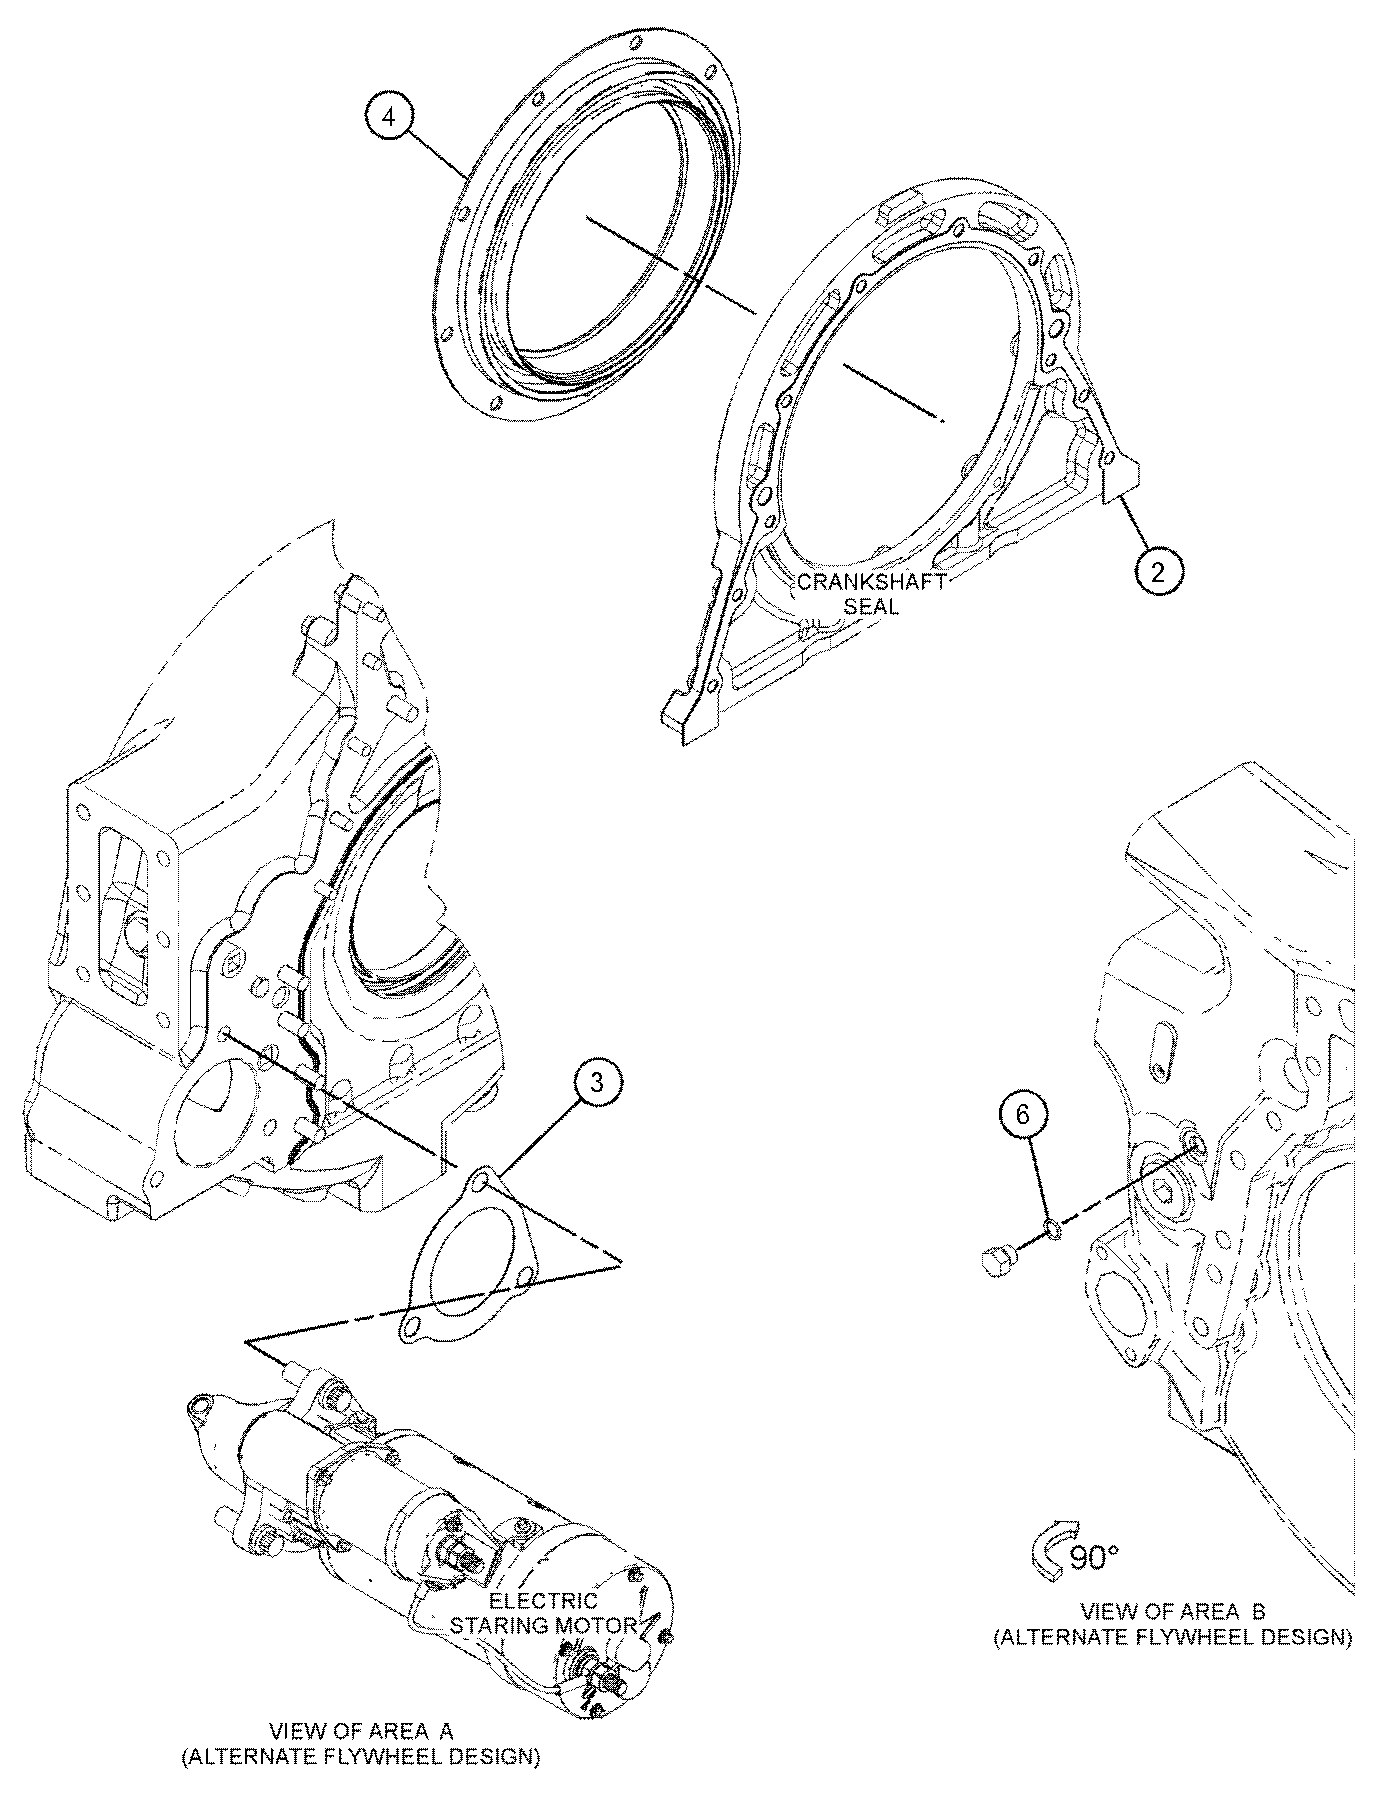 4
2
CRANKSHAFT
SEAL
3
6
ELECTRIC
STARING MOTOR
90°
VIEW OF AREA B
(ALTERNATE FLYWHEEL DESIGN)
VIEW OF AREA A
(ALTERNATE FLYWHEEL DESIGN)